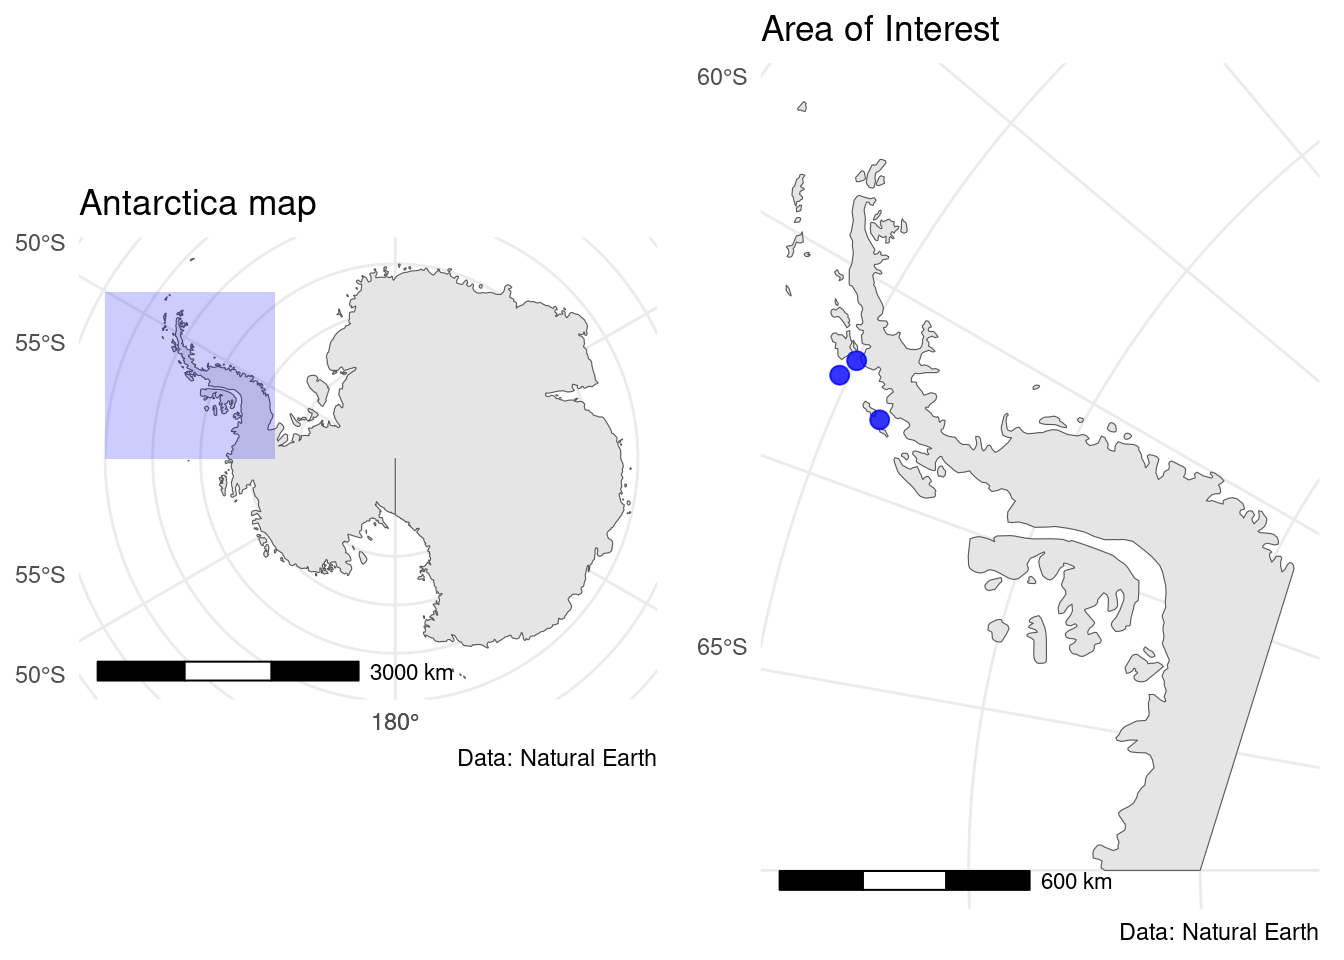 Antarctica map
50°S
55°S
55°S
50°S
3000 km
180°
Data: Natural Earth
Area of Interest
60°S
65°S
600 km
Data: Natural Earth